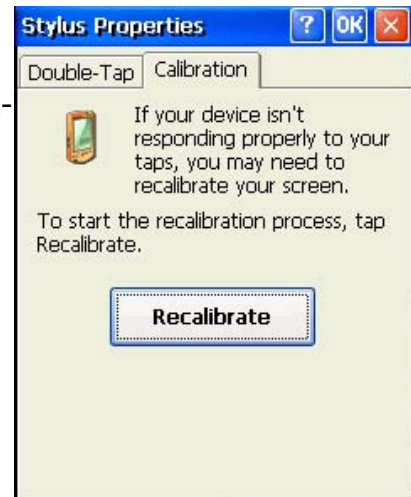 Stylus Properties ? OK ×
Double-Tap Calibration
-
If your device isn't
responding properly to your
taps, you may need to
recalibrate your screen.
To start the recalibration process, tap
Recalibrate.
Recalibrate